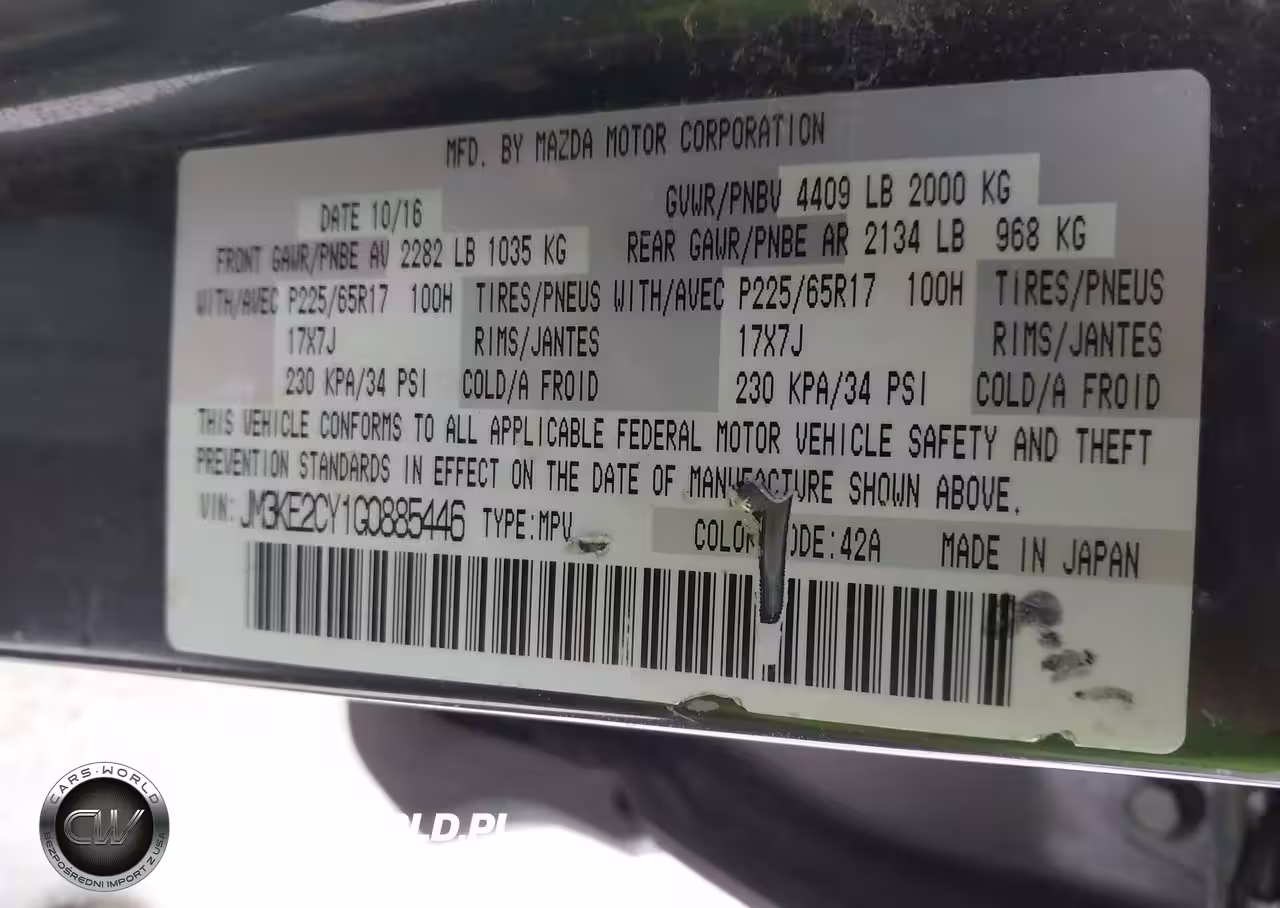 MFD. BY MAZDA MOTOR CORPORATION
DATE 10/16 GVWR/PNBV 4409 LB 2000 KG
FRONT GAWR/PNBE AV 2282 LB 1035 KG REAR GAWR/PNBE AR 2134 LB 968 KG
WITH/AVEC P225/65R17 100H TIRES/PNEUS WITH/AVEC P225/65R17 100H TIRES/PNEUS
17X7J RIMS/JANTES 17X7J RIMS/JANTES
230 KPA/34 PSI COLD/A FROID 230 KPA/34 PSI COLD/A FROID
THIS VEHICLE CONFORMS TO ALL APPLICABLE FEDERAL MOTOR VEHICLE SAFETY AND THEFT
PREVENTION STANDARDS IN EFFECT ON THE DATE OF MANUFACTURE SHOWN ABOVE.
VIN: JM3KE2CY1G0885446 TYPE:MPV COLOR CODE:42A MADE IN JAPAN
CARS-WORLD
CW
BEZPOŚREDNI IMPORT Z USA
LD.PL